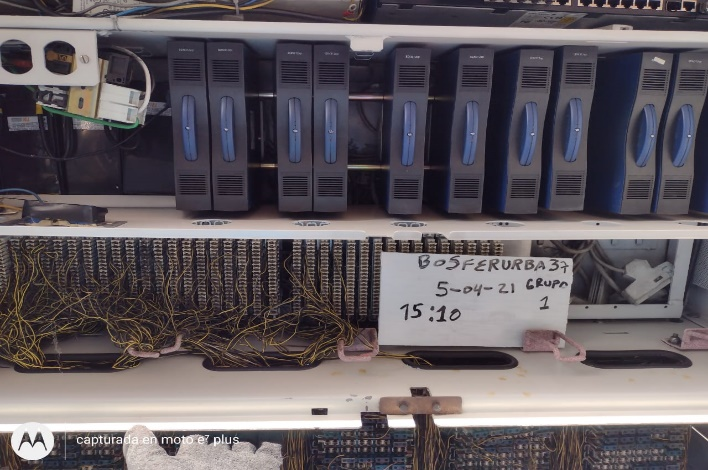 BOSFERURBA37
5-04-21 GRUPO
15:10 1
capturada en moto e⁷ plus